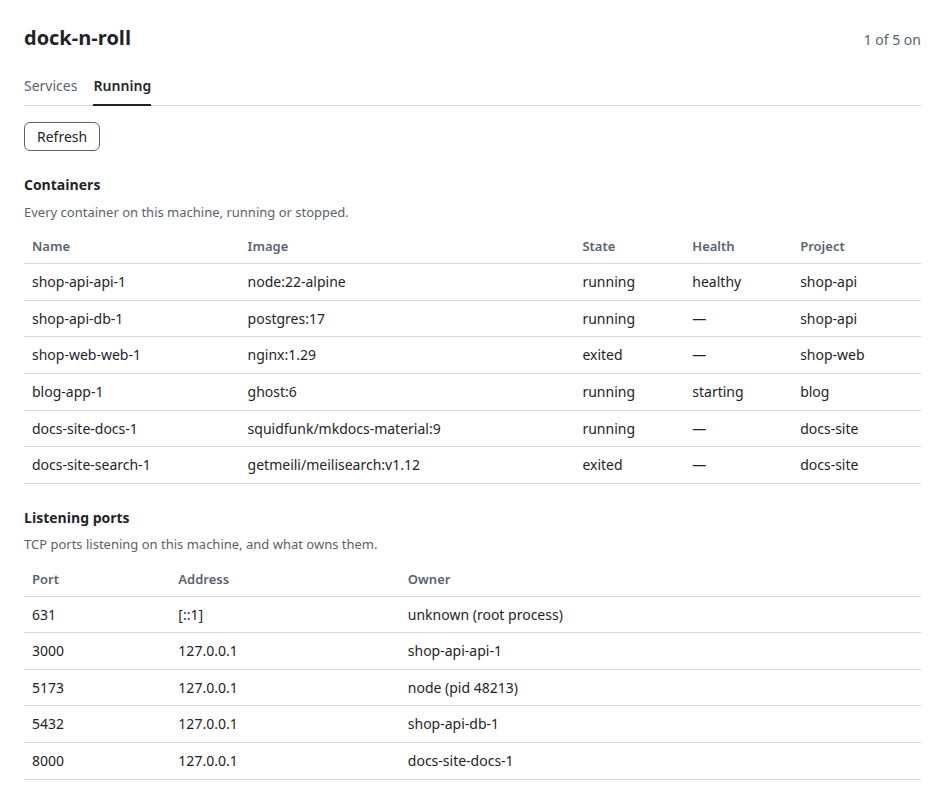 dock-n-roll
1 of 5 on
Services Running
Refresh
Containers
Every container on this machine, running or stopped.
Name Image State Health Project
shop-api-api-1 node:22-alpine running healthy shop-api
shop-api-db-1 postgres:17 running — shop-api
shop-web-web-1 nginx:1.29 exited — shop-web
blog-app-1 ghost:6 running starting blog
docs-site-docs-1 squidfunk/mkdocs-material:9 running — docs-site
docs-site-search-1 getmeili/meilisearch:v1.12 exited — docs-site
Listening ports
TCP ports listening on this machine, and what owns them.
Port Address Owner
631 [::1] unknown (root process)
3000 127.0.0.1 shop-api-api-1
5173 127.0.0.1 node (pid 48213)
5432 127.0.0.1 shop-api-db-1
8000 127.0.0.1 docs-site-docs-1